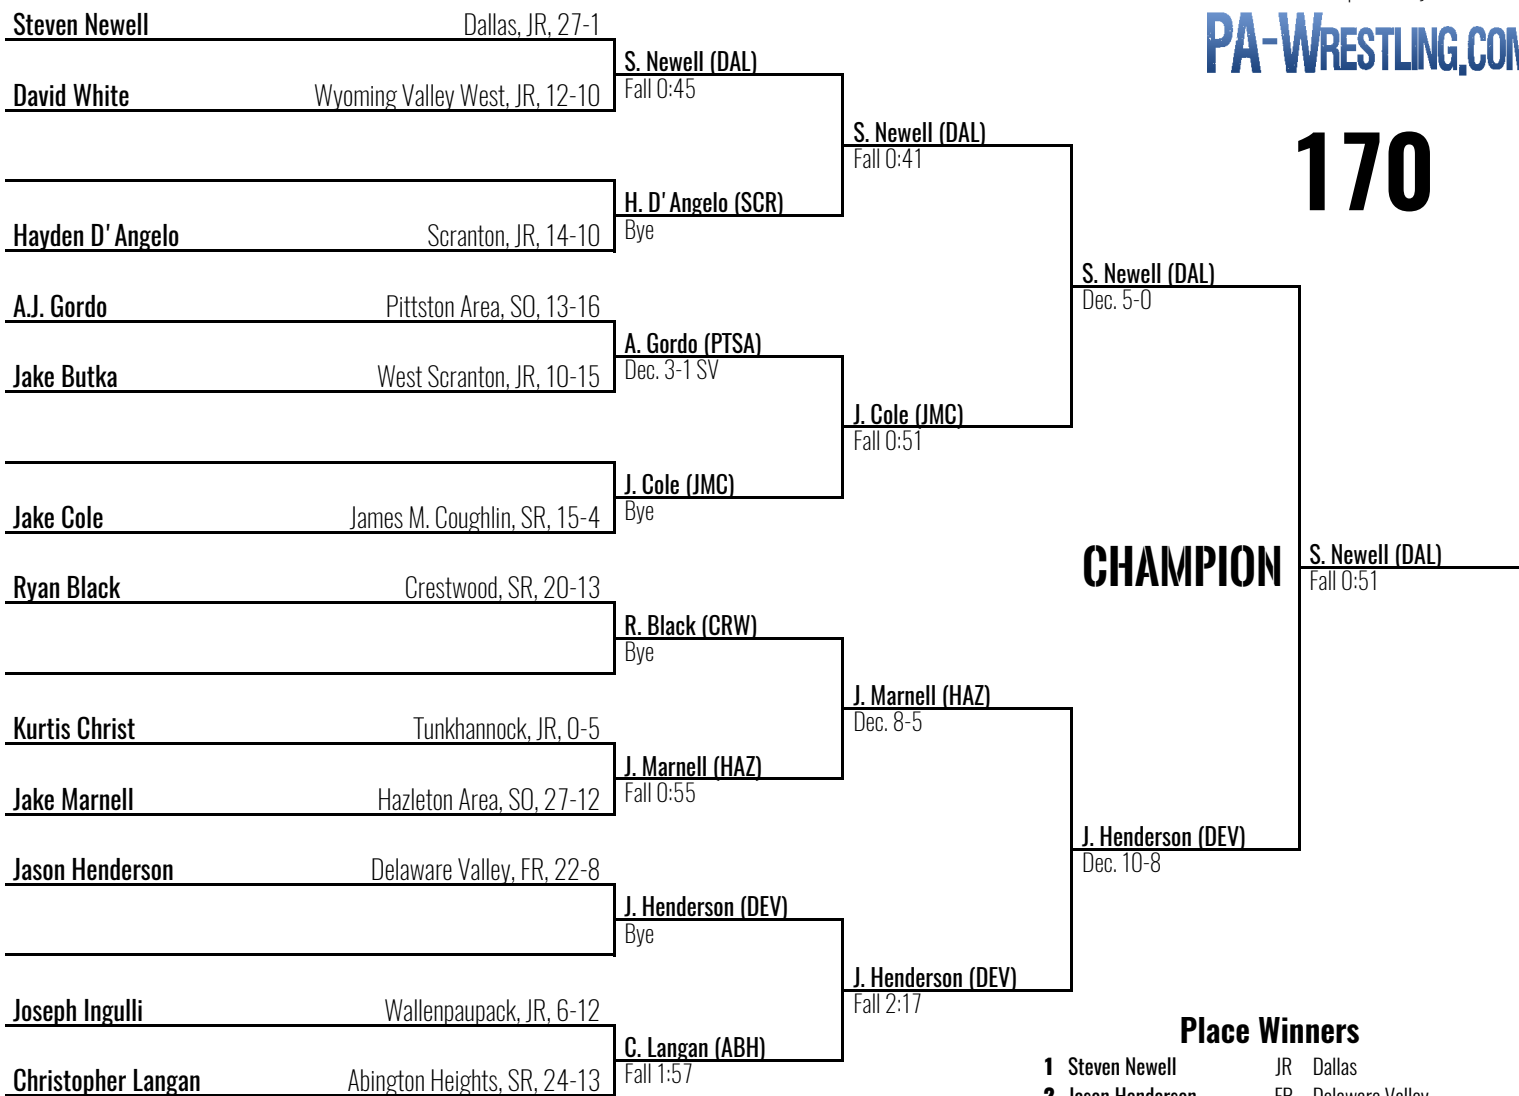 PA-WRESTLING.COM
170
Steven Newell Dallas, JR, 27-1
S. Newell (DAL)
Fall 0:45
David White Wyoming Valley West, JR, 12-10
S. Newell (DAL)
Fall 0:41
H. D'Angelo (SCR)
Bye
Hayden D'Angelo Scranton, JR, 14-10
S. Newell (DAL)
Dec. 5-0
A.J. Gordo Pittston Area, SO, 13-16
A. Gordo (PTSA)
Dec. 3-1 SV
Jake Butka West Scranton, JR, 10-15
J. Cole (JMC)
Fall 0:51
J. Cole (JMC)
Bye
Jake Cole James M. Coughlin, SR, 15-4
CHAMPION
S. Newell (DAL)
Fall 0:51
Ryan Black Crestwood, SR, 20-13
R. Black (CRW)
Bye
J. Marnell (HAZ)
Dec. 8-5
Kurtis Christ Tunkhannock, JR, 0-5
J. Marnell (HAZ)
Fall 0:55
Jake Marnell Hazleton Area, SO, 27-12
J. Henderson (DEV)
Dec. 10-8
Jason Henderson Delaware Valley, FR, 22-8
J. Henderson (DEV)
Bye
J. Henderson (DEV)
Fall 2:17
Joseph Ingulli Wallenpaupack, JR, 6-12
C. Langan (ABH)
Fall 1:57
Christopher Langan Abington Heights, SR, 24-13
Place Winners
1 Steven Newell JR Dallas
2 Jason Henderson FR Delaware Valley